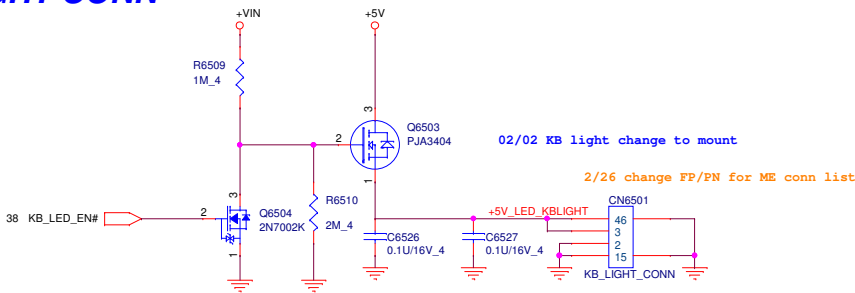 CONN
+VIN
+5V
R6509
1M_4
3
Q6503
PJA3404
2
02/02 KB light change to mount
1
2/26 change FP/PN for ME conn list
3
R6510
2M_4
38 KB_LED_EN#
2
Q6504
2N7002K
1
+5V_LED_KBLIGHT
CN6501
46
3
2
15
KB_LIGHT_CONN
C6526
0.1U/16V_4
C6527
0.1U/16V_4